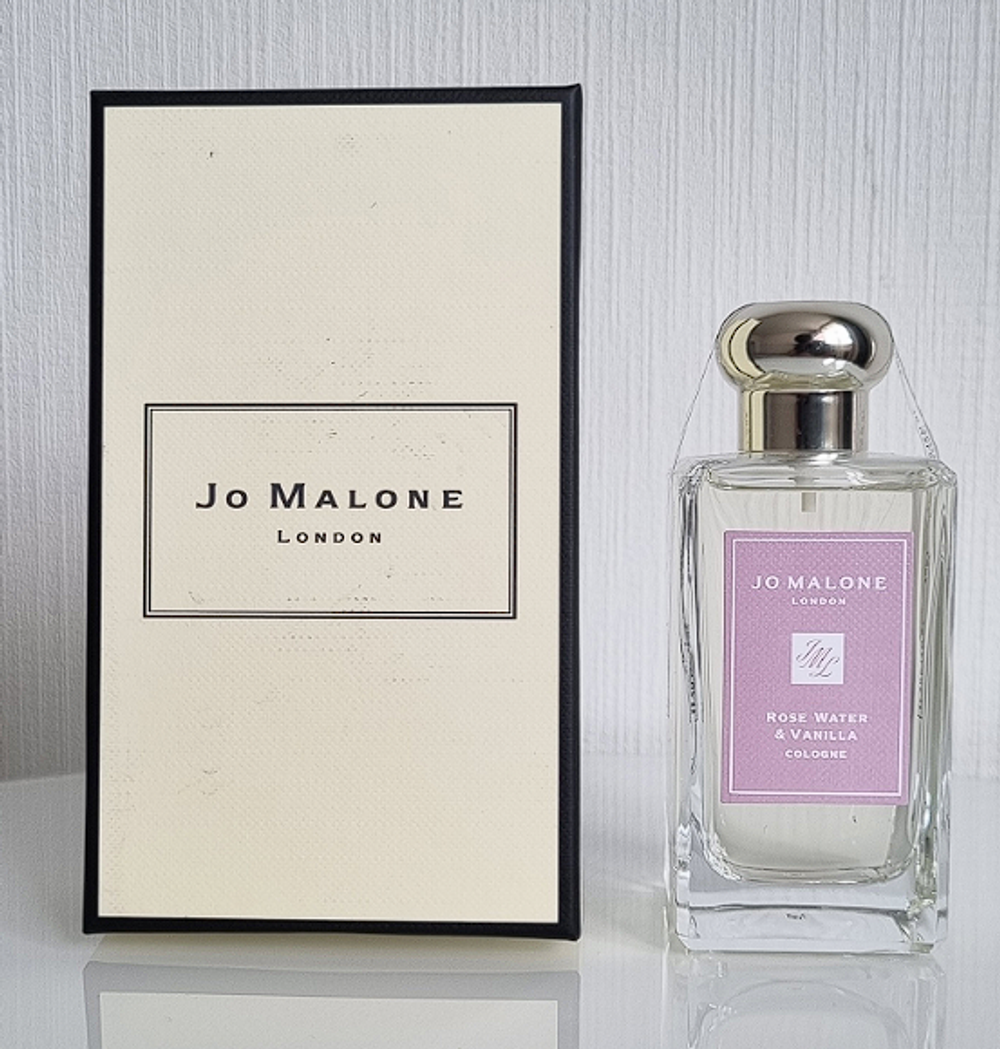 Jo Malone
London
JO MALONE
LONDON
JML
Rose Water
& Vanilla
COLOGNE